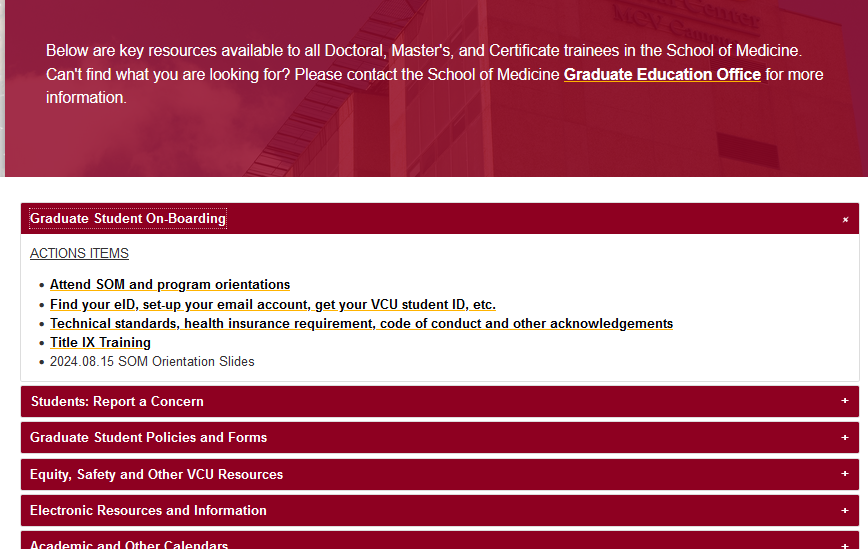 Center
MCV Campus
Below are key resources available to all Doctoral, Master's, and Certificate trainees in the School of Medicine.
Can't find what you are looking for? Please contact the School of Medicine Graduate Education Office for more
information.
Graduate Student On-Boarding ×
ACTIONS ITEMS
• Attend SOM and program orientations
• Find your eID, set-up your email account, get your VCU student ID, etc.
• Technical standards, health insurance requirement, code of conduct and other acknowledgements
• Title IX Training
• 2024.08.15 SOM Orientation Slides
Students: Report a Concern +
Graduate Student Policies and Forms +
Equity, Safety and Other VCU Resources +
Electronic Resources and Information +
Academic and Other Calendars +